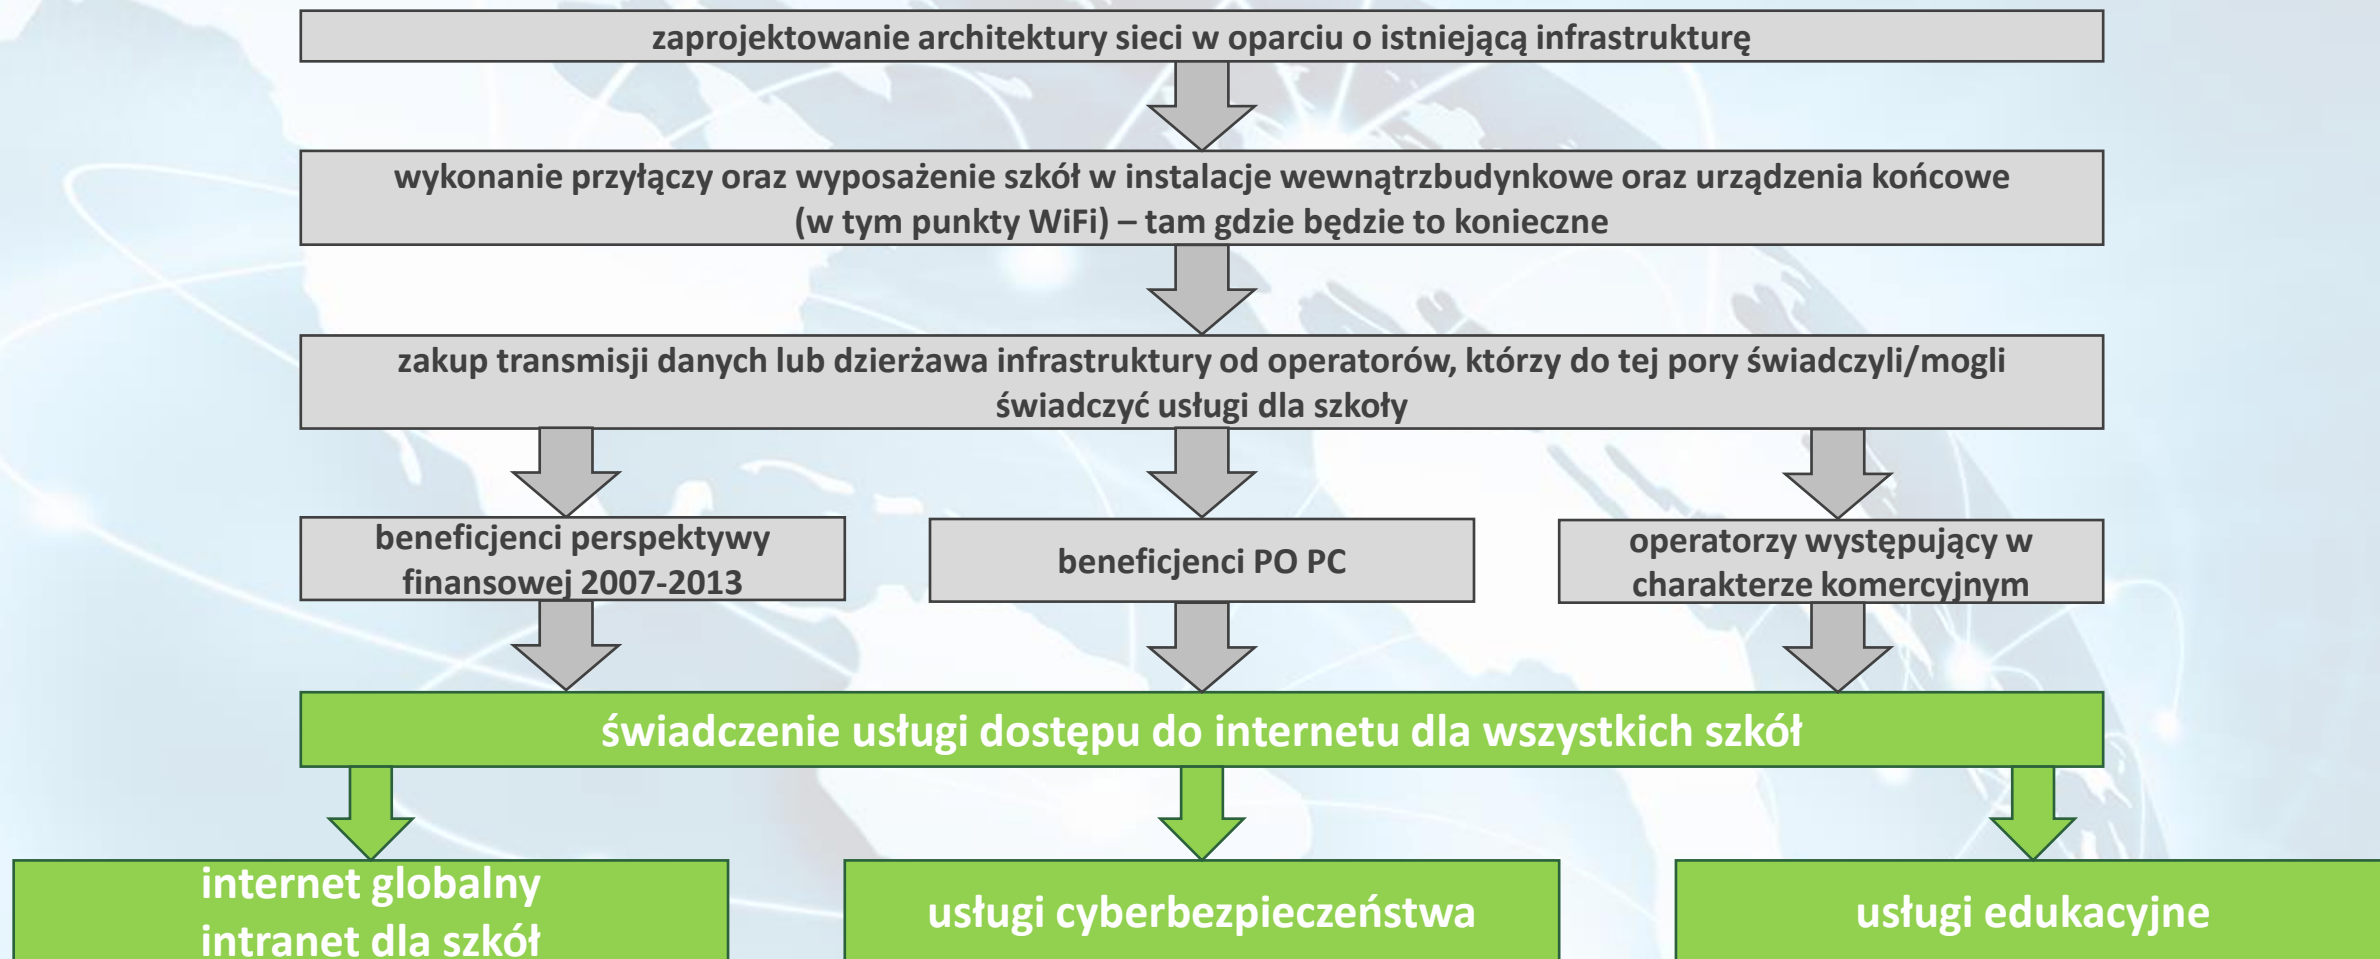 zaprojektowanie architektury sieci w oparciu o istniejącą infrastrukturę
wykonanie przyłączy oraz wyposażenie szkół w instalacje wewnątrzbudynkowe oraz urządzenia końcowe
(w tym punkty WiFi) – tam gdzie będzie to konieczne
zakup transmisji danych lub dzierżawa infrastruktury od operatorów, którzy do tej pory świadczyli/mogli
świadczyć usługi dla szkoły
beneficjenci perspektywy
finansowej 2007-2013
beneficjenci PO PC
operatorzy występujący w
charakterze komercyjnym
świadczenie usługi dostępu do internetu dla wszystkich szkół
internet globalny
intranet dla szkół
usługi cyberbezpieczeństwa
usługi edukacyjne